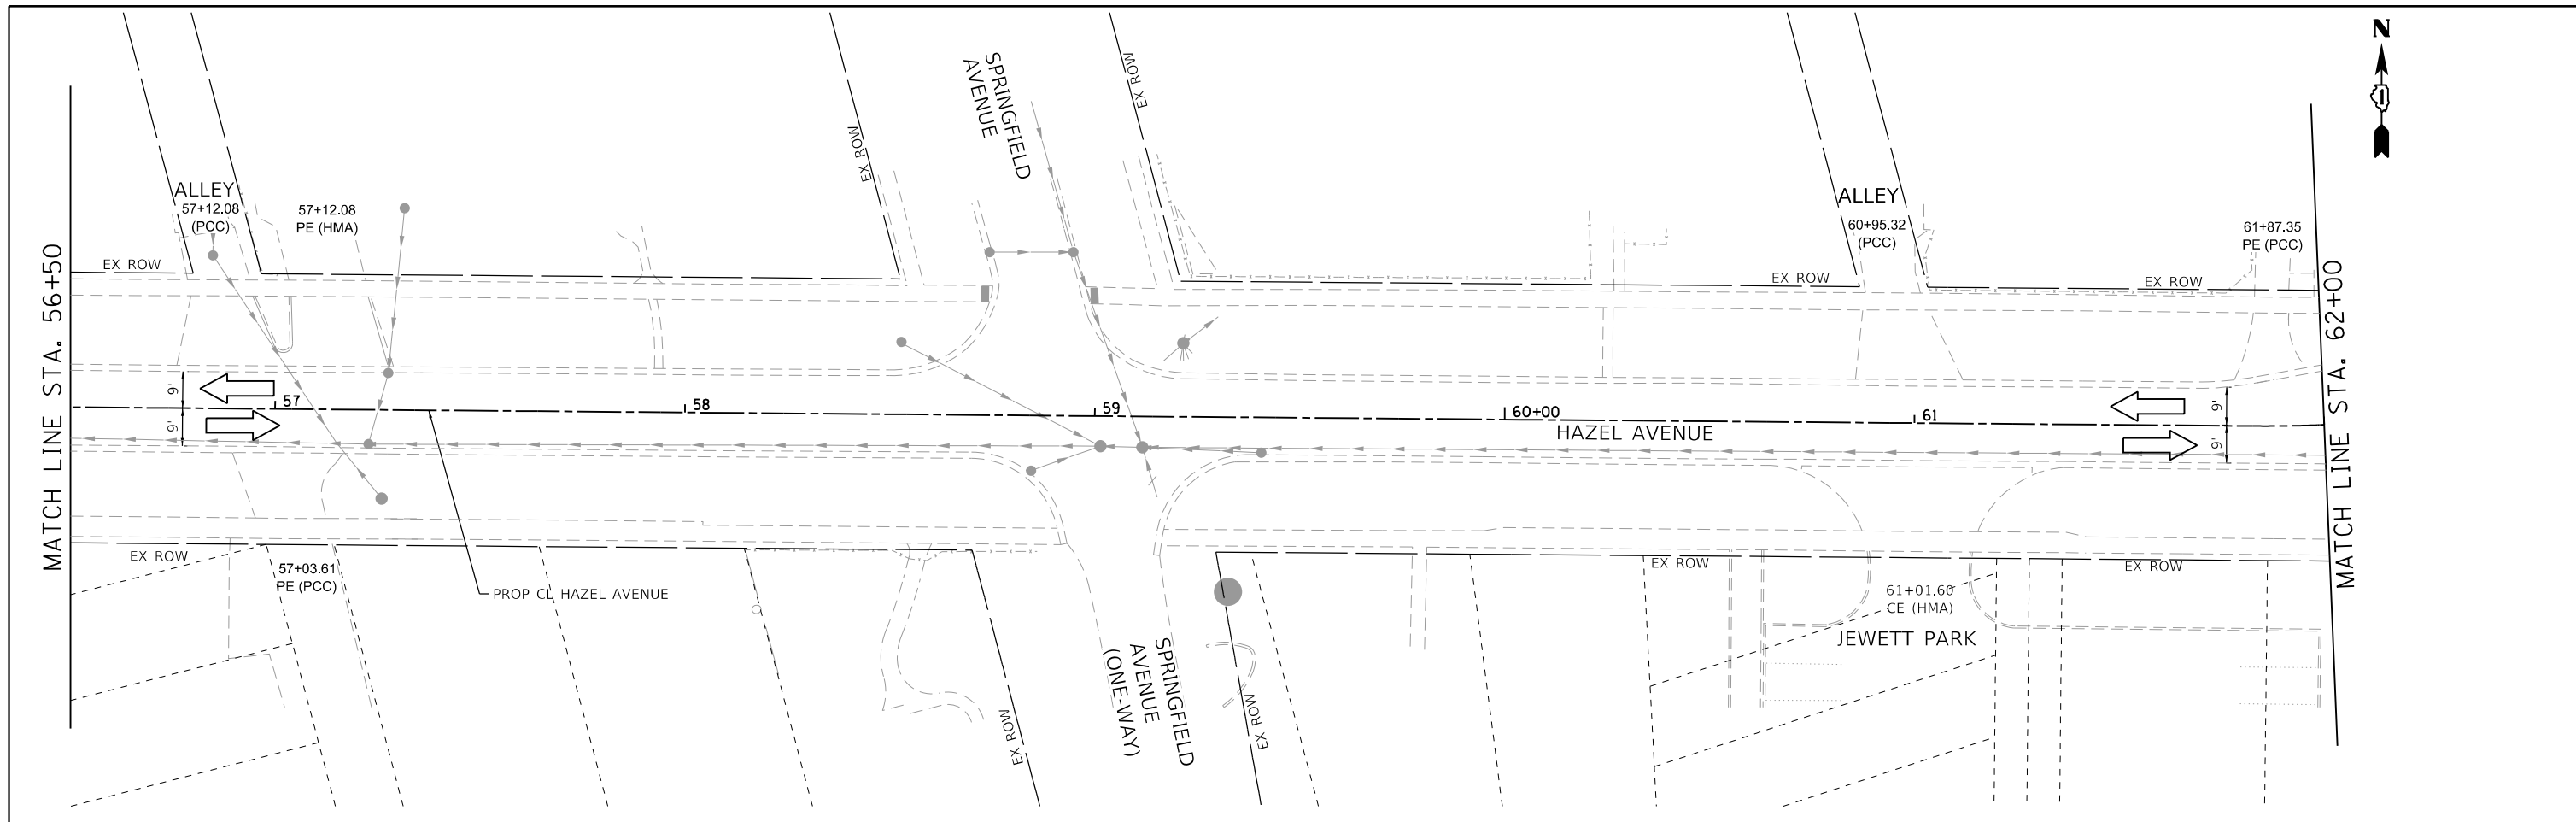 N
1
MATCH LINE STA. 56+50
EX ROW
ALLEY
57+12.08
(PCC)
57+12.08
PE (HMA)
EX ROW
SPRINGFIELD
AVENUE
EX ROW
EX ROW
ALLEY
60+95.32
(PCC)
EX ROW
61+87.35
PE (PCC)
MATCH LINE STA. 62+00
9'
9'
57
58
59
60+00
61
9'
9'
HAZEL AVENUE
EX ROW
57+03.61
PE (PCC)
PROP CL HAZEL AVENUE
EX ROW
SPRINGFIELD
AVENUE
(ONE-WAY)
EX ROW
EX ROW
61+01.60
CE (HMA)
JEWETT PARK
EX ROW